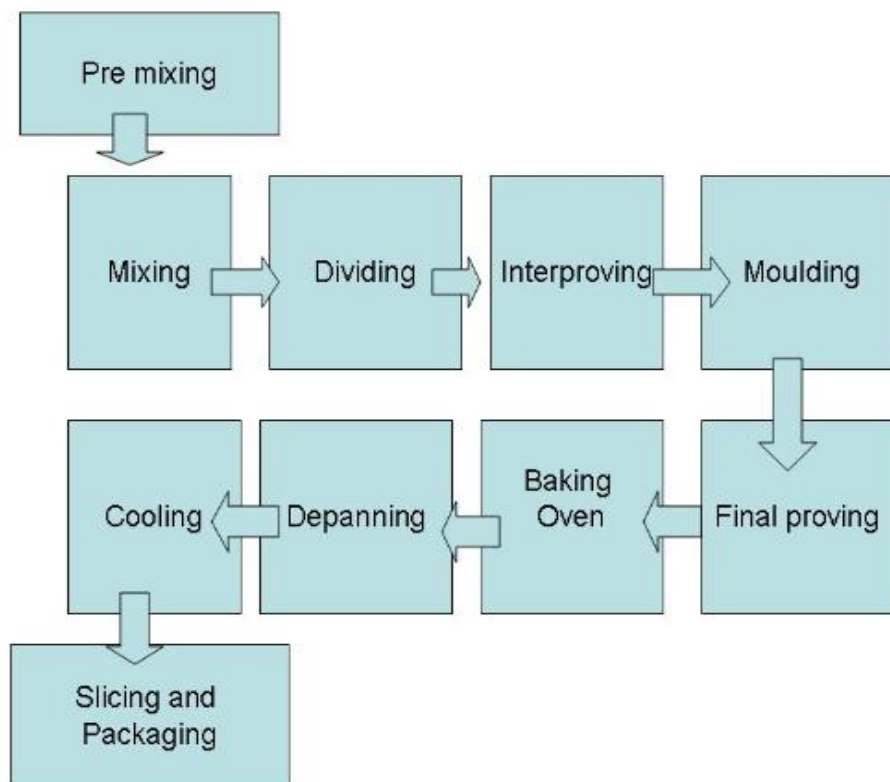 Pre mixing
Mixing
Dividing
Interproving
Moulding
Final proving
Baking
Oven
Depanning
Cooling
Slicing and
Packaging